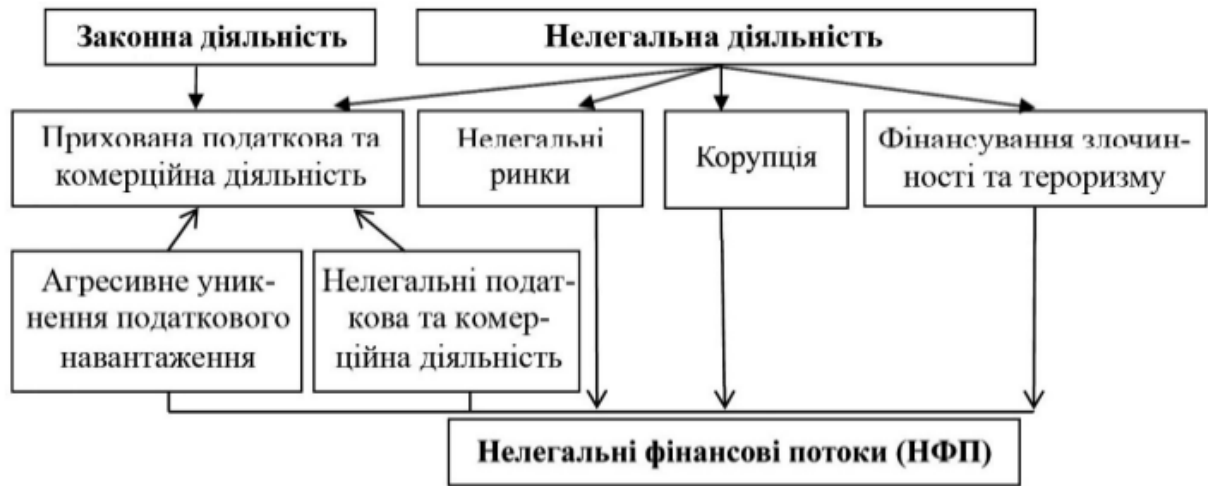 Законна діяльність
Нелегальна діяльність
Прихована податкова та
комерційна діяльність
Нелегальні
ринки
Корупція
Фінансування злочин-
ності та тероризму
Агресивне уник-
нення податкового
навантаження
Нелегальні подат-
кова та комер-
ційна діяльність
Нелегальні фінансові потоки (НФП)